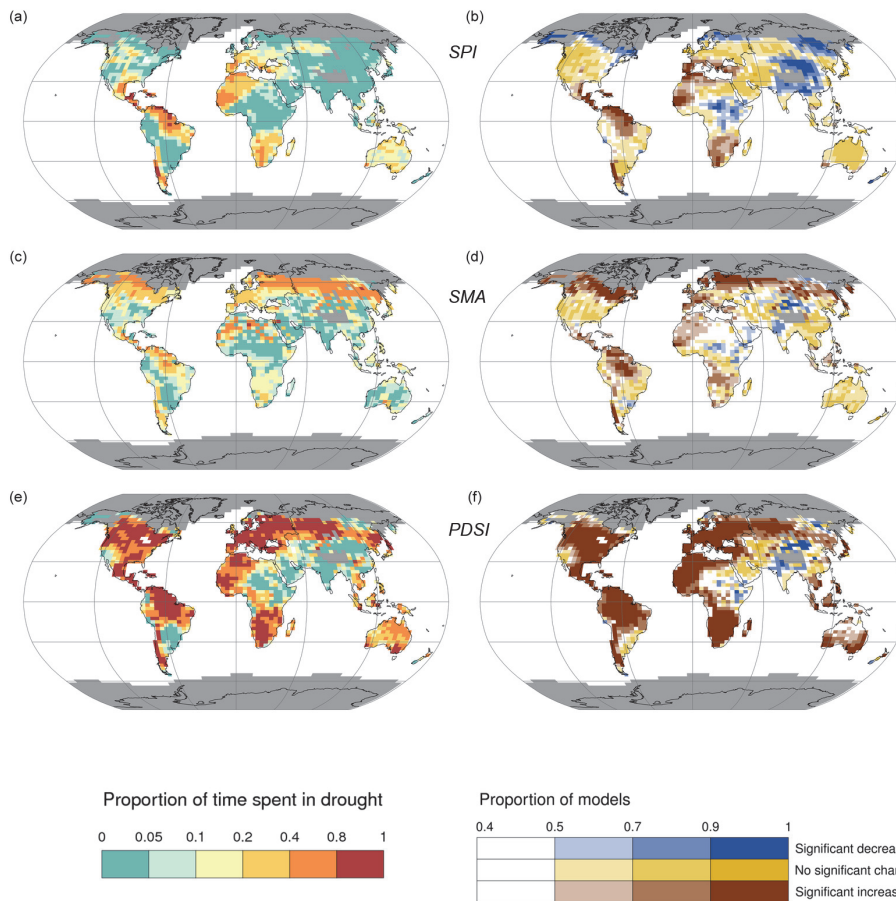 (a)
SPI
(b)
(c)
SMA
(d)
(e)
PDSI
(f)
Proportion of time spent in drought
0 0.05 0.1 0.2 0.4 0.8 1
Proportion of models
0.4 0.5 0.7 0.9 1
Significant decrea
No significant chan
Significant increas